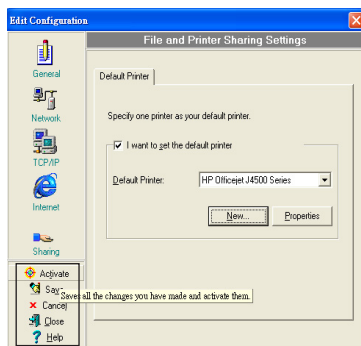 Edit Configuration
File and Printer Sharing Settings
General
Network
TCP/IP
Internet
Sharing
Activate
Save
Cancel
Close
Help
Saves all the changes you have made and activate them.
Default Printer
Specify one printer as your default printer.
I want to set the default printer
Default Printer:
HP Officejet J4500 Series
New...
Properties